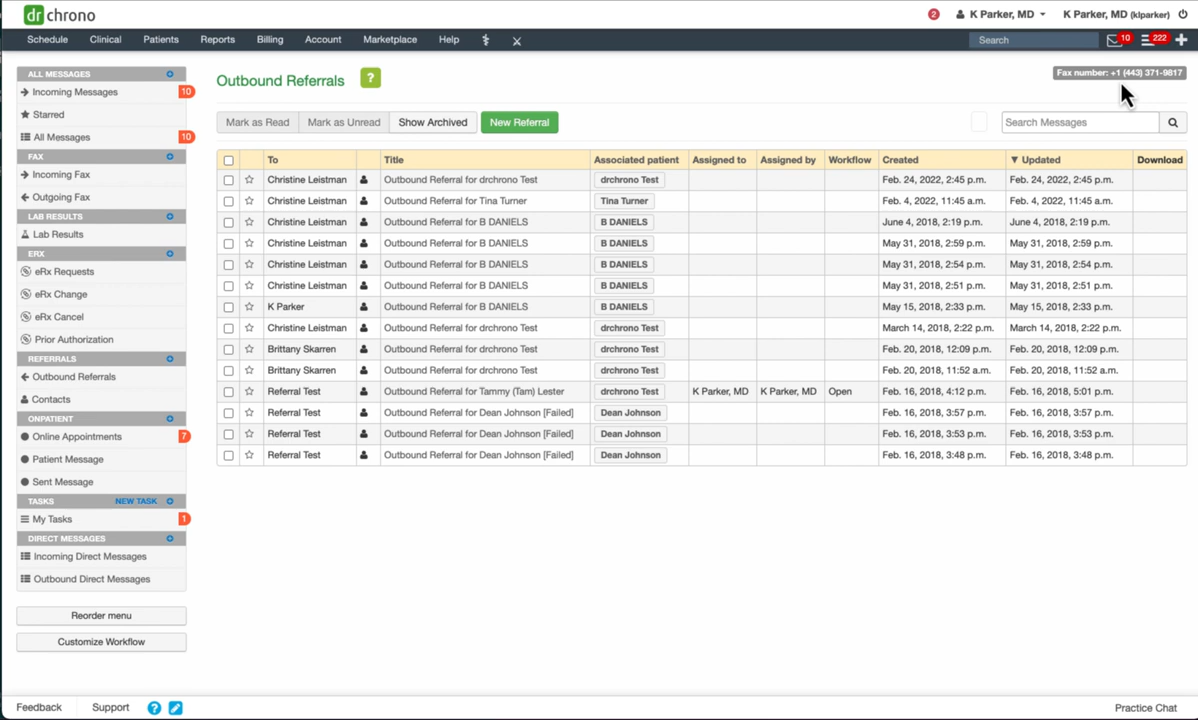 dr chrono
2
K Parker, MD
K Parker, MD (klparker)
Schedule Clinical Patients Reports Billing Account Marketplace Help
Search
10
222
ALL MESSAGES
Incoming Messages 10
Starred
All Messages 10
FAX
Incoming Fax
Outgoing Fax
LAB RESULTS
Lab Results
ERX
eRx Requests
eRx Change
eRx Cancel
Prior Authorization
REFERRALS
Outbound Referrals
Contacts
ONPATIENT
Online Appointments 7
Patient Message
Sent Message
TASKS NEW TASK
My Tasks 1
DIRECT MESSAGES
Incoming Direct Messages
Outbound Direct Messages
Reorder menu
Customize Workflow
Outbound Referrals ?
Fax number: +1 (443) 371-9817
Mark as Read Mark as Unread Show Archived New Referral
Search Messages
To Title Associated patient Assigned to Assigned by Workflow Created ▼ Updated Download
Christine Leistman Outbound Referral for drchrono Test drchrono Test Feb. 24, 2022, 2:45 p.m. Feb. 24, 2022, 2:45 p.m.
Christine Leistman Outbound Referral for Tina Turner Tina Turner Feb. 4, 2022, 11:45 a.m. Feb. 4, 2022, 11:45 a.m.
Christine Leistman Outbound Referral for B DANIELS B DANIELS June 4, 2018, 2:19 p.m. June 4, 2018, 2:19 p.m.
Christine Leistman Outbound Referral for B DANIELS B DANIELS May 31, 2018, 2:59 p.m. May 31, 2018, 2:59 p.m.
Christine Leistman Outbound Referral for B DANIELS B DANIELS May 31, 2018, 2:54 p.m. May 31, 2018, 2:54 p.m.
Christine Leistman Outbound Referral for B DANIELS B DANIELS May 31, 2018, 2:51 p.m. May 31, 2018, 2:51 p.m.
K Parker Outbound Referral for B DANIELS B DANIELS May 15, 2018, 2:33 p.m. May 15, 2018, 2:33 p.m.
Christine Leistman Outbound Referral for drchrono Test drchrono Test March 14, 2018, 2:22 p.m. March 14, 2018, 2:22 p.m.
Brittany Skarren Outbound Referral for drchrono Test drchrono Test Feb. 20, 2018, 12:09 p.m. Feb. 20, 2018, 12:09 p.m.
Brittany Skarren Outbound Referral for drchrono Test drchrono Test Feb. 20, 2018, 11:52 a.m. Feb. 20, 2018, 11:52 a.m.
Referral Test Outbound Referral for Tammy (Tam) Lester drchrono Test K Parker, MD K Parker, MD Open Feb. 16, 2018, 4:12 p.m. Feb. 16, 2018, 5:01 p.m.
Referral Test Outbound Referral for Dean Johnson [Failed] Dean Johnson Feb. 16, 2018, 3:57 p.m. Feb. 16, 2018, 3:57 p.m.
Referral Test Outbound Referral for Dean Johnson [Failed] Dean Johnson Feb. 16, 2018, 3:53 p.m. Feb. 16, 2018, 3:53 p.m.
Referral Test Outbound Referral for Dean Johnson [Failed] Dean Johnson Feb. 16, 2018, 3:48 p.m. Feb. 16, 2018, 3:48 p.m.
Feedback Support ? Practice Chat